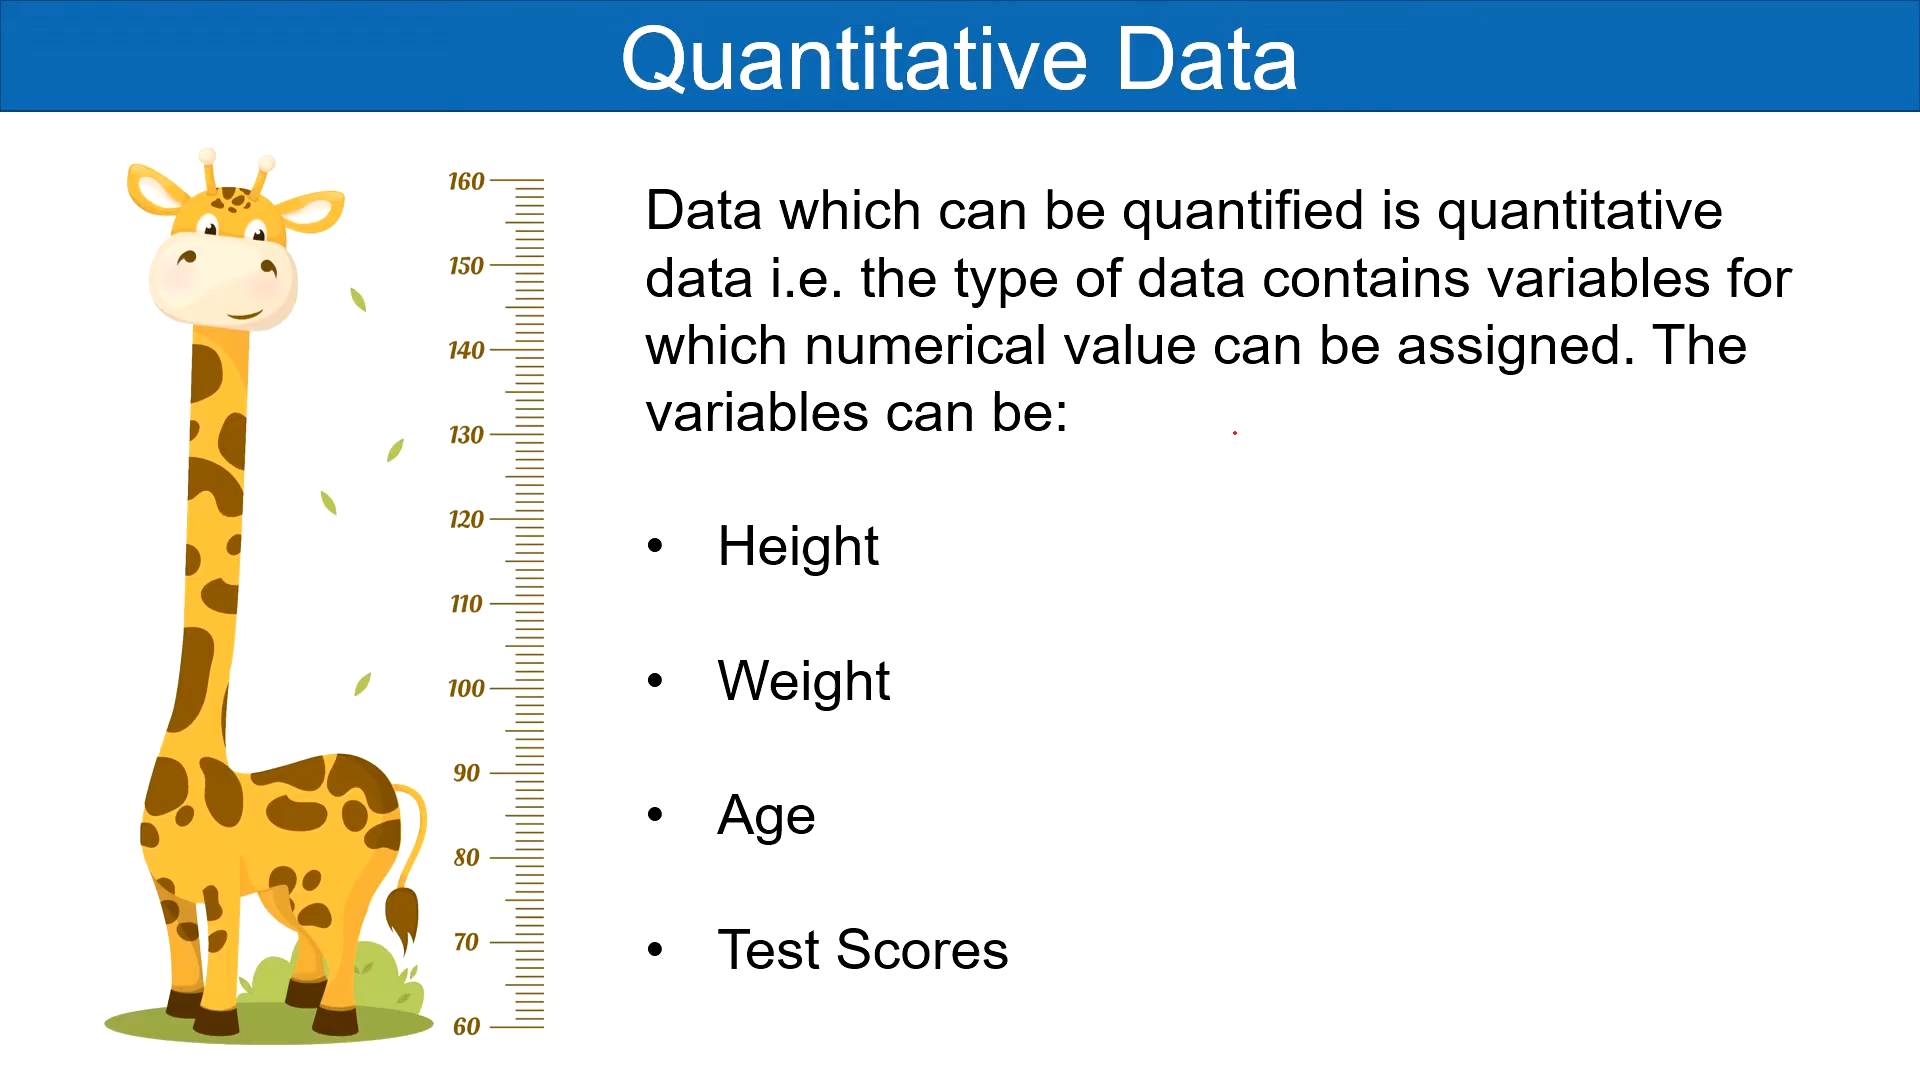 Quantitative Data
160
150
140
130
120
110
100
90
80
70
60
Data which can be quantified is quantitative
data i.e. the type of data contains variables for
which numerical value can be assigned. The
variables can be:
• Height
• Weight
• Age
• Test Scores